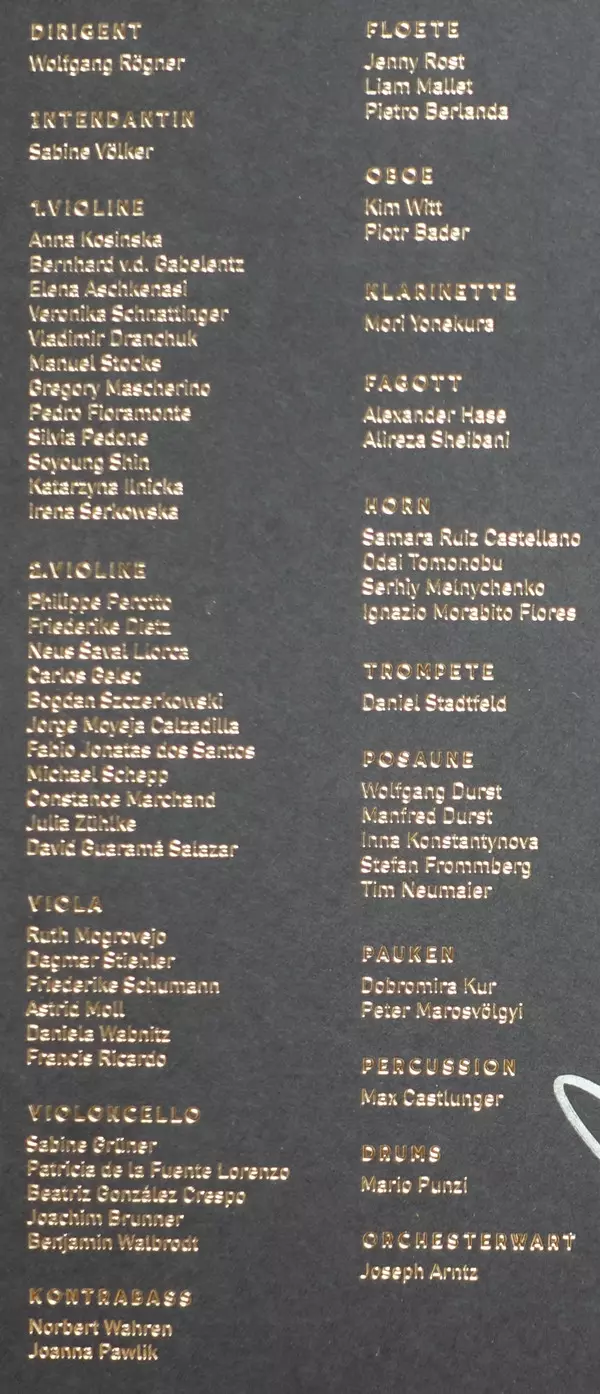 DIRIGENT
Wolfgang Rögner
INTENDANTIN
Sabine Völker
1.VIOLINE
Anna Kosinska
Bernhard v.d. Gabelentz
Elena Aschkenasi
Veronika Schnattinger
Vladimir Dranchuk
Manuel Stocks
Gregory Mascherino
Pedro Fioramonte
Silvia Pedone
Soyoung Shin
Katarzyna Ilnicka
Irena Serkowska
2.VIOLINE
Philippe Perotto
Friederike Dietz
Neus Saval Llorca
Carlos
Bogdan Szczerkowski
Jorge Moyeja Calzadilla
Fabio Jonatas dos Santos
Michael Schepp
Constance Marchand
Julia Zühlke
David Guaramá Salazar
VIOLA
Ruth Mogrovejo
Dagmar Stiehler
Friederike Schumann
Astrid Moll
Daniela Wabnitz
Francis Ricardo
VIOLONCELLO
Sabine Grüner
Patricia de la Fuente Lorenzo
Beatriz González Crespo
Joachim Brunner
Benjamin Walbrodt
KONTRABASS
Norbert Wahren
Joanna Pawlik
FLOETE
Jenny Rost
Liam Mallet
Pietro Berlanda
OBOE
Kim Witt
Piotr Bader
KLARINETTE
Mori Yonekura
FAGOTT
Alexander Hase
Alireza Sheibani
HORN
Samara Ruiz Castellano
Odai Tomonobu
Serhiy Melnychenko
Ignazio Morabito Flores
TROMPETE
Daniel Stadtfeld
POSAUNE
Wolfgang Durst
Manfred Durst
Inna Konstantynova
Stefan Frommberg
Tim Neumaier
PAUKEN
Dobromira Kur
Peter Marosvölgyi
PERCUSSION
Max Castlunger
DRUMS
Mario Punzi
ORCHESTERWART
Joseph Arntz